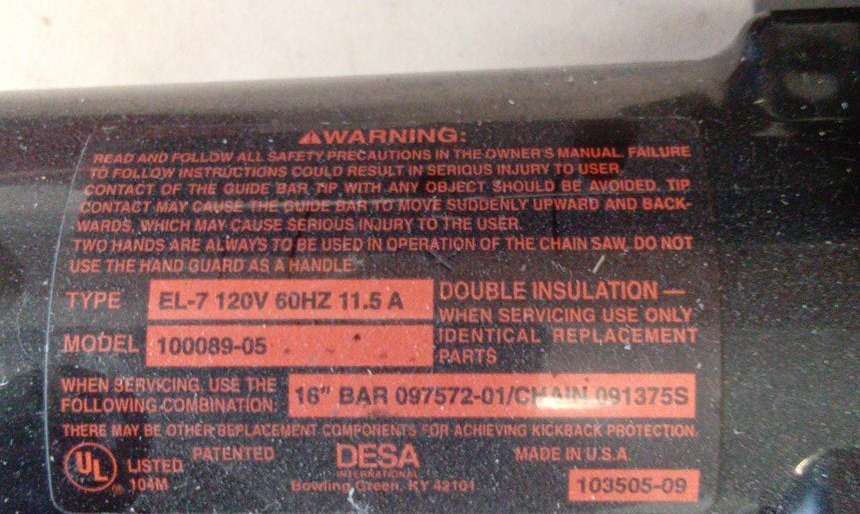 ⚠WARNING:
READ AND FOLLOW ALL SAFETY PRECAUTIONS IN THE OWNER'S MANUAL. FAILURE
TO FOLLOW INSTRUCTIONS COULD RESULT IN SERIOUS INJURY TO USER.
CONTACT OF THE GUIDE BAR TIP WITH ANY OBJECT SHOULD BE AVOIDED. TIP
CONTACT MAY CAUSE THE GUIDE BAR TO MOVE SUDDENLY UPWARD AND BACK-
WARDS, WHICH MAY CAUSE SERIOUS INJURY TO THE USER.
TWO HANDS ARE ALWAYS TO BE USED IN OPERATION OF THE CHAIN SAW. DO NOT
USE THE HAND GUARD AS A HANDLE.
TYPE EL-7 120V 60HZ 11.5 A
MODEL 100089-05
DOUBLE INSULATION —
WHEN SERVICING USE ONLY
IDENTICAL REPLACEMENT
PARTS
WHEN SERVICING, USE THE
FOLLOWING COMBINATION:
16" BAR 097572-01/CHAIN 091375S
THERE MAY BE OTHER REPLACEMENT COMPONENTS FOR ACHIEVING KICKBACK PROTECTION.
UL ®
LISTED
104M
PATENTED
DESA
INTERNATIONAL
Bowling Green, KY 42101
MADE IN U.S.A.
103505-09